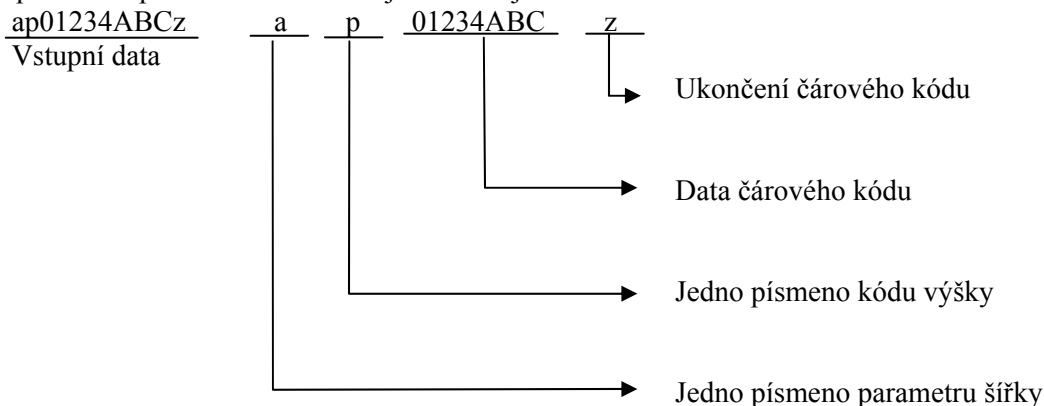 ap01234ABCz a p 01234ABC z
Vstupní data
Ukončení čárového kódu
Data čárového kódu
Jedno písmeno kódu výšky
Jedno písmeno parametru šířky